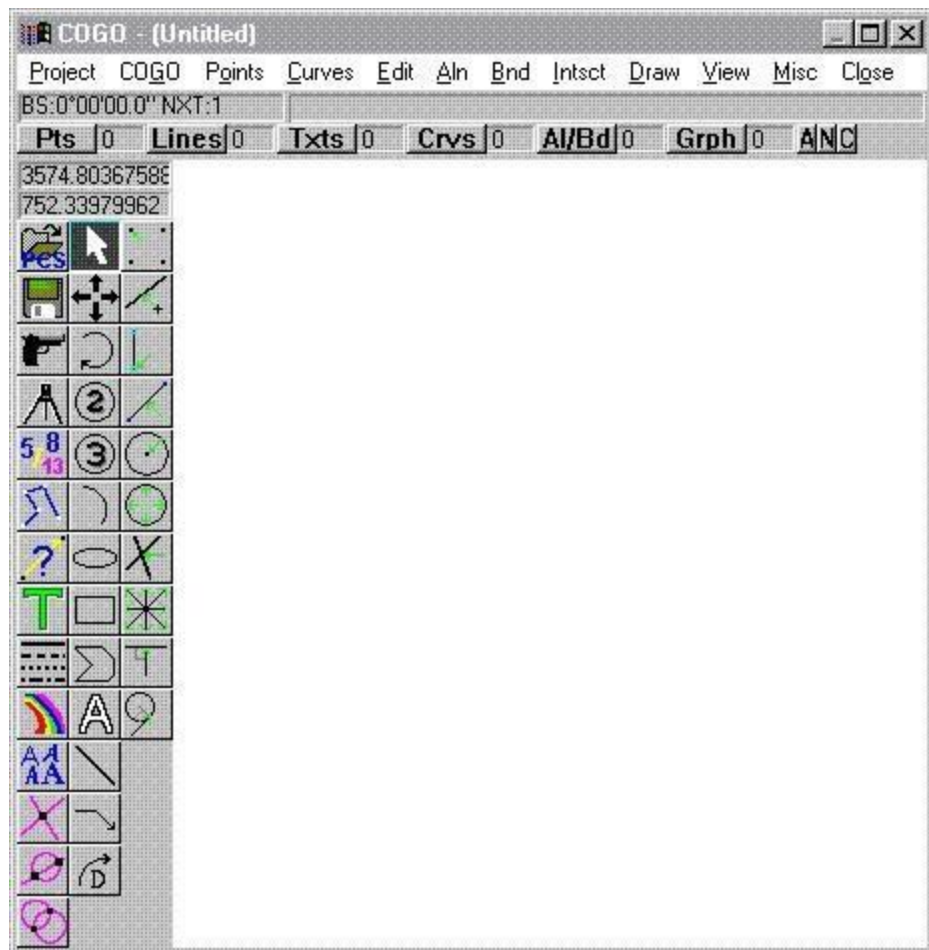 COGO - (Untitled)
Project COGO Points Curves Edit Aln Bnd Intsct Draw View Misc Close
BS:0°00'00.0" NXT:1
Pts 0 Lines 0 Txts 0 Crvs 0 Al/Bd 0 Grph 0 A N C
3574.80367588
752.33979962
PCS
2
5 8
13 3
?
T
A
AA
AA
D